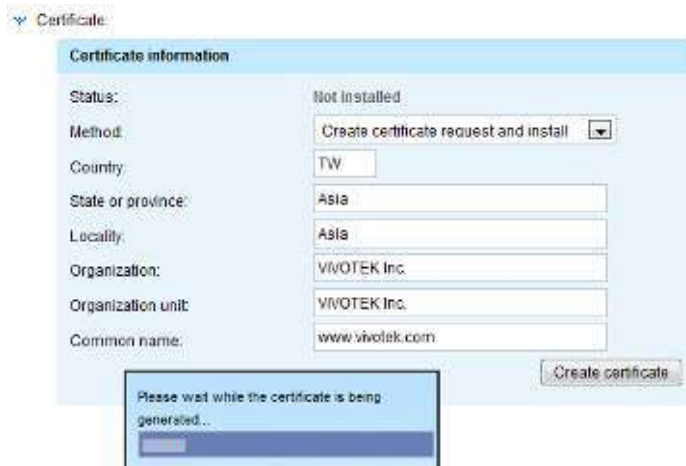 Certificate:
Certificate information
Status: Not installed
Method: Create certificate request and install
Country: TW
State or province: Asia
Locality: Asia
Organization: VIVOTEK Inc.
Organization unit: VIVOTEK Inc.
Common name: www.vivotek.com
Create certificate
Please wait while the certificate is being
generated...